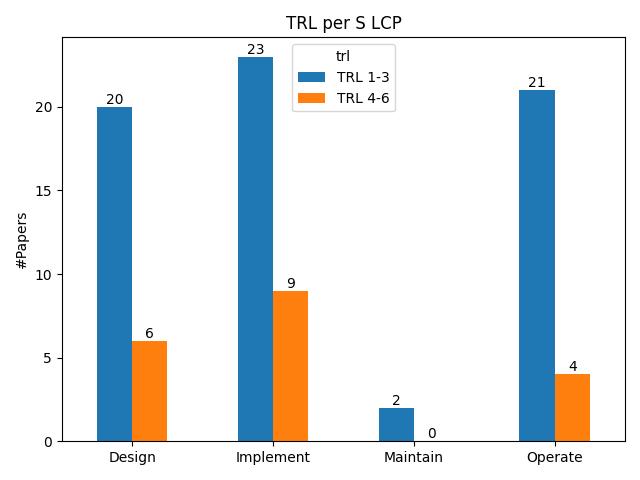 TRL per S LCP
trl
TRL 1-3
TRL 4-6
#Papers
20
15
10
5
0
20
6
23
9
2
0
21
4
Design
Implement
Maintain
Operate